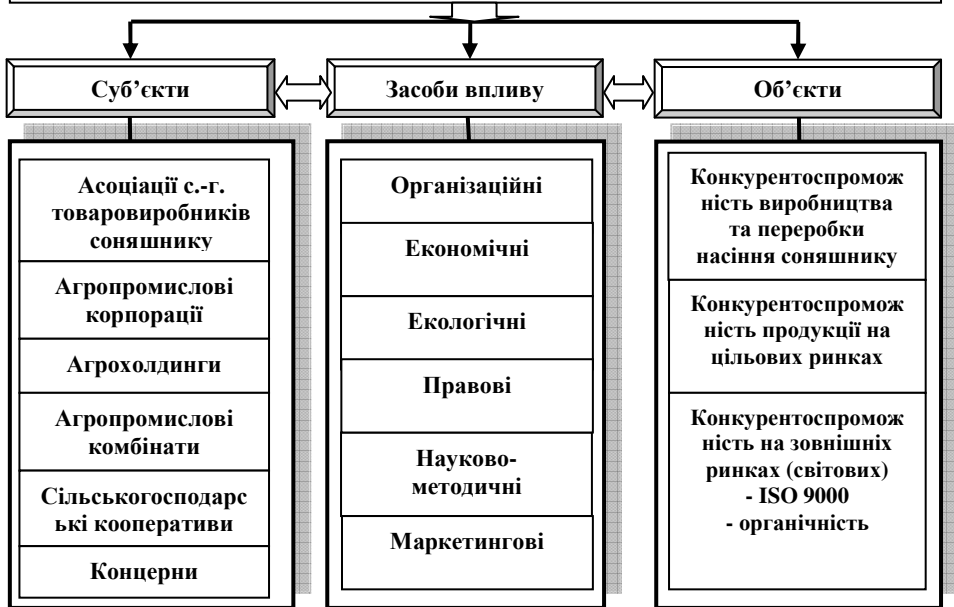 Суб’єкти
Засоби впливу
Об’єкти
Асоціації с.-г.
товаровиробників
соняшнику
Агропромислові
корпорації
Агрохолдинги
Агропромислові
комбінати
Сільськогосподарс
ькі кооперативи
Концерни
Організаційні
Економічні
Екологічні
Правові
Науково-
методичні
Маркетингові
Конкурентоспромож
ність виробництва
та переробки
насіння соняшнику
Конкурентоспромож
ність продукції на
цільових ринках
Конкурентоспромож
ність на зовнішніх
ринках (світових)
- ISO 9000
- органічність